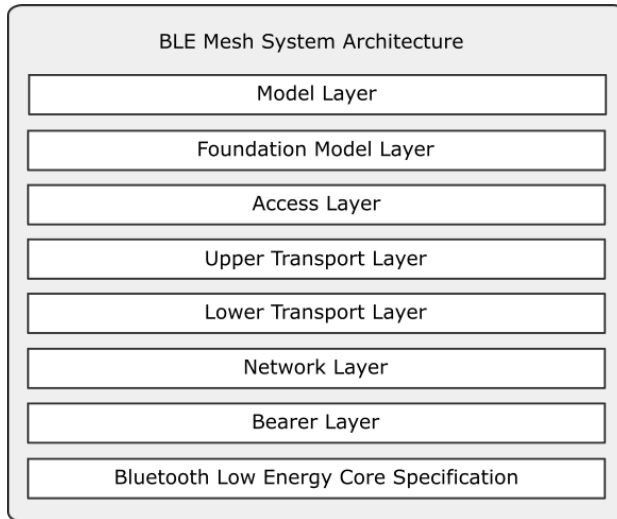 BLE Mesh System Architecture
Model Layer
Foundation Model Layer
Access Layer
Upper Transport Layer
Lower Transport Layer
Network Layer
Bearer Layer
Bluetooth Low Energy Core Specification